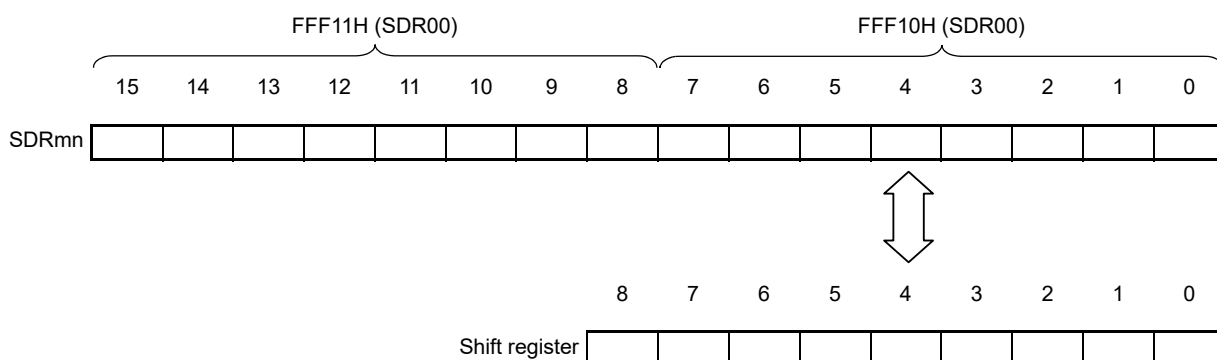 FFF11H (SDR00) FFF10H (SDR00)
15 14 13 12 11 10 9 8 7 6 5 4 3 2 1 0
SDRmn
8 7 6 5 4 3 2 1 0
Shift register